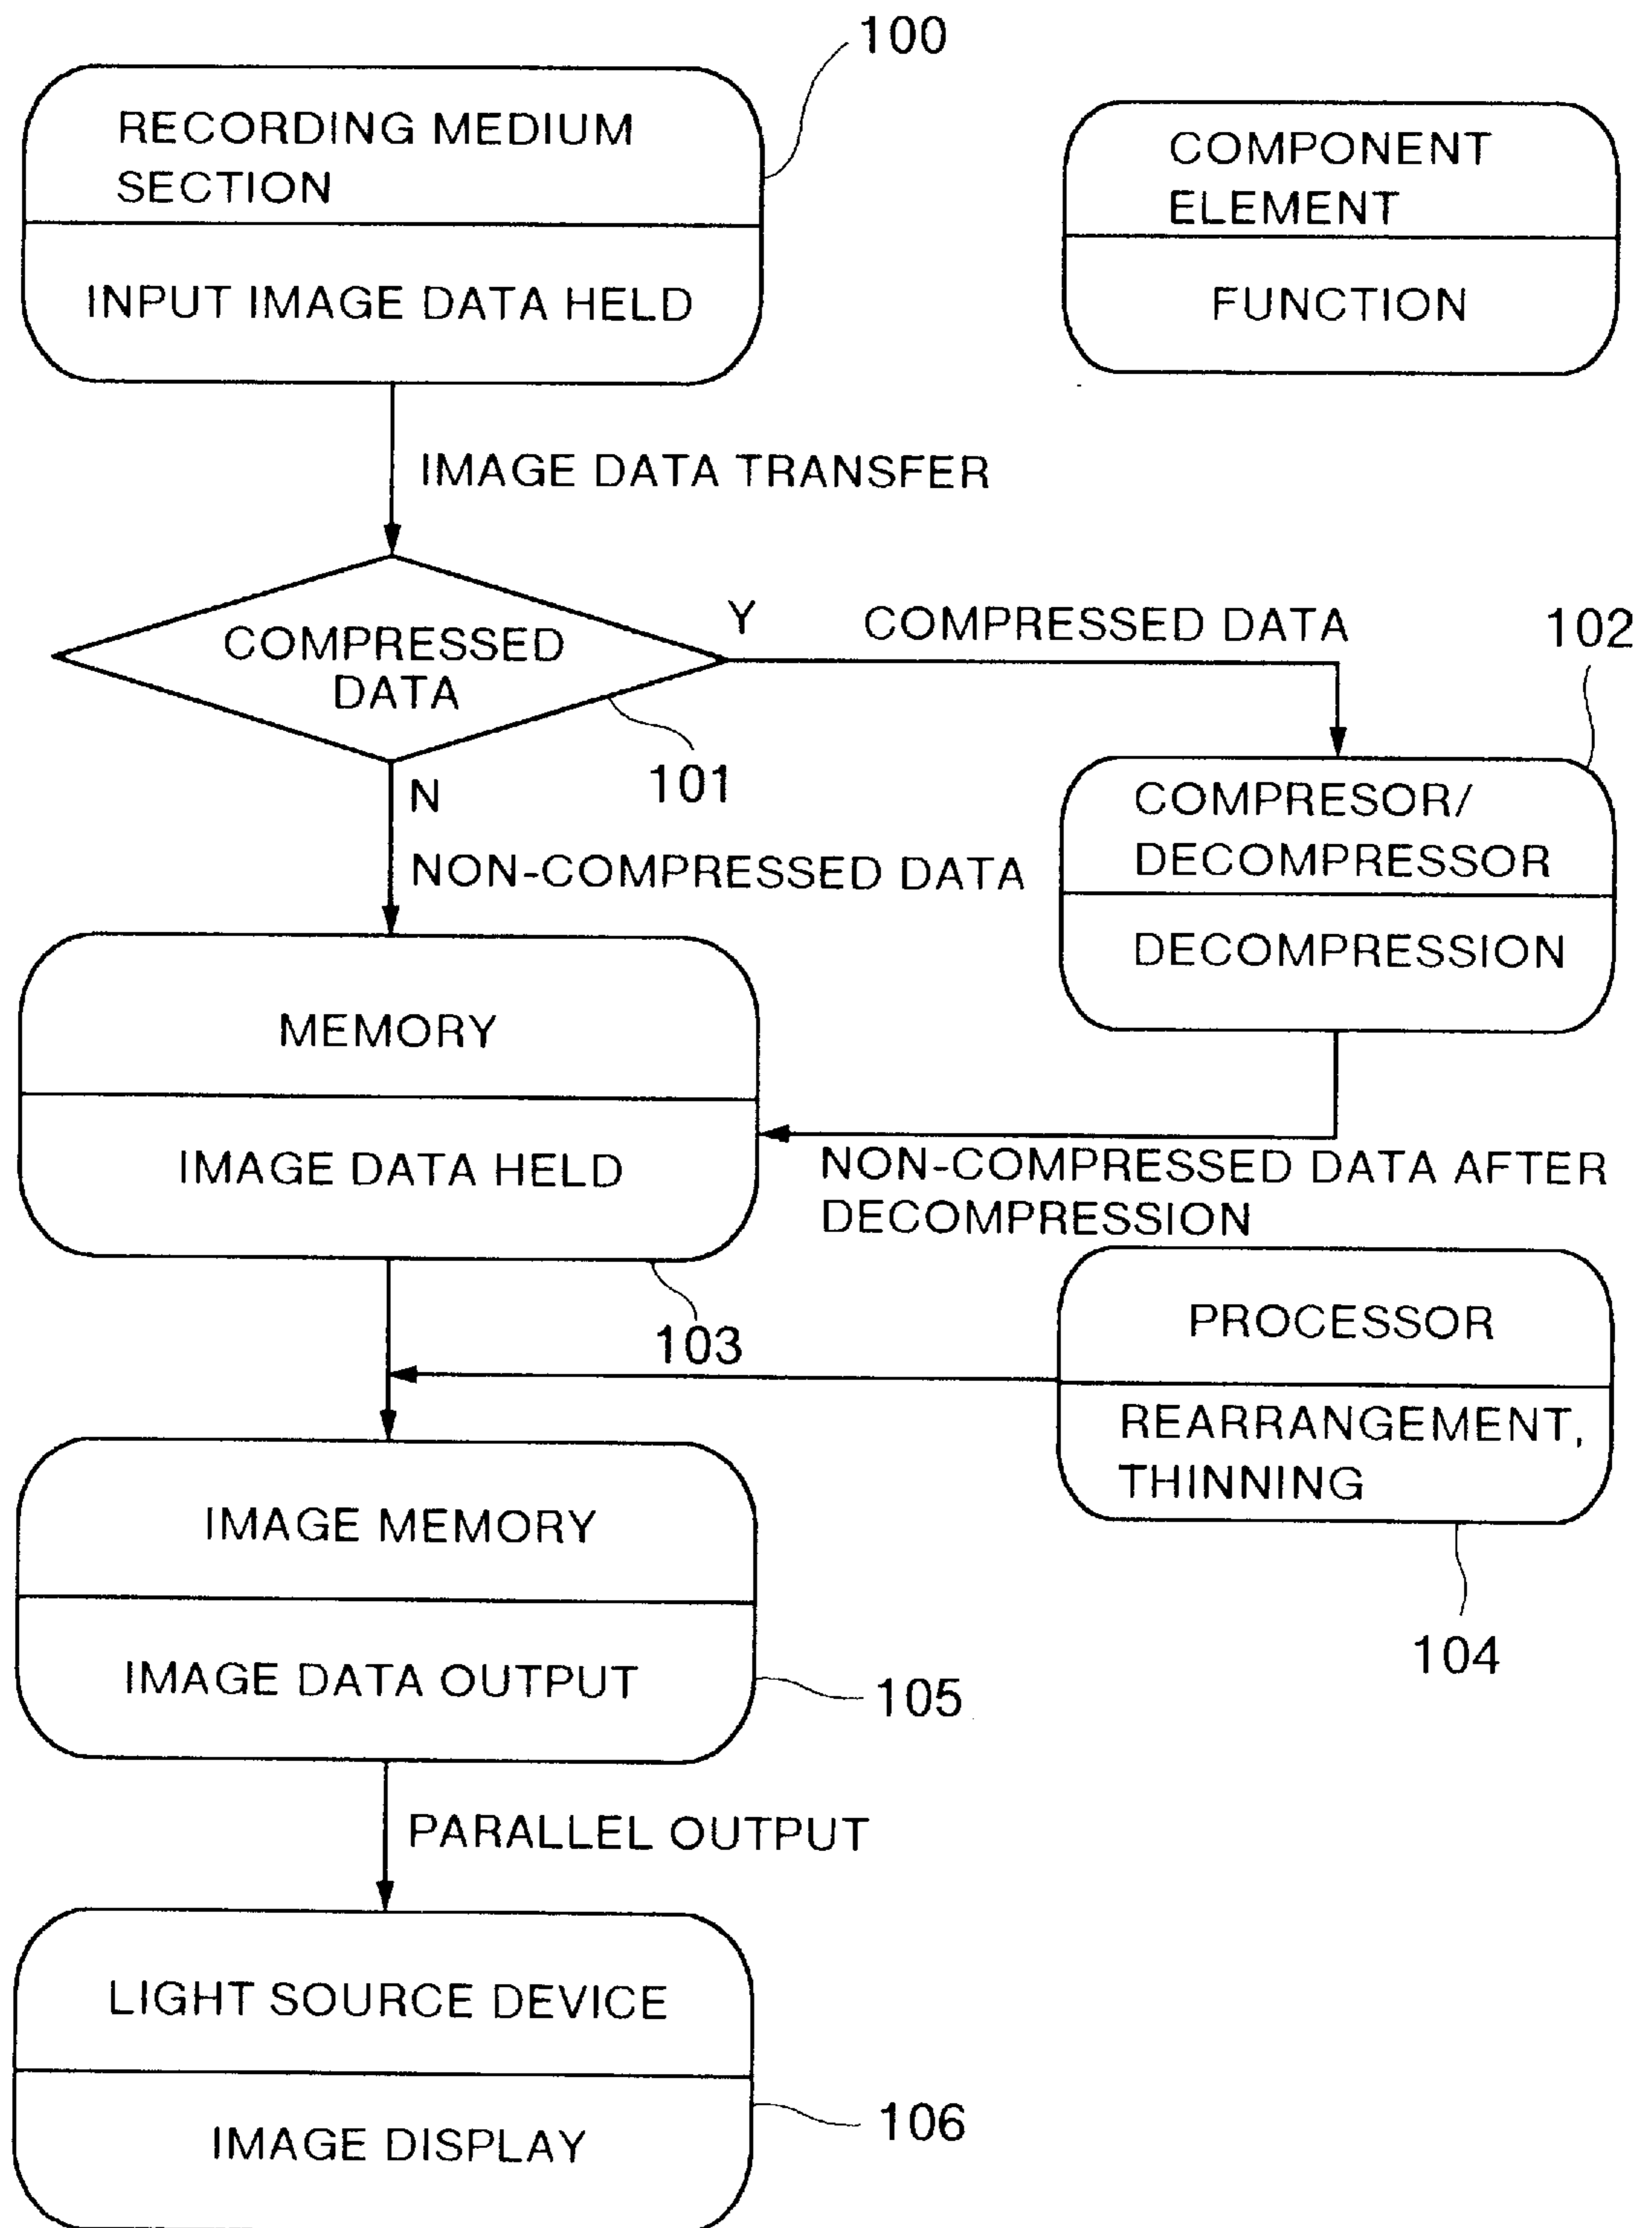 100
RECORDING MEDIUM
SECTION
INPUT IMAGE DATA HELD
COMPONENT
ELEMENT
FUNCTION
IMAGE DATA TRANSFER
COMPRESSED
DATA
101
Y
COMPRESSED DATA
102
COMPRESOR/
DECOMPRESSOR
DECOMPRESSION
N
NON-COMPRESSED DATA
MEMORY
IMAGE DATA HELD
103
NON-COMPRESSED DATA AFTER
DECOMPRESSION
PROCESSOR
REARRANGEMENT,
THINNING
104
IMAGE MEMORY
IMAGE DATA OUTPUT
105
PARALLEL OUTPUT
LIGHT SOURCE DEVICE
IMAGE DISPLAY
106